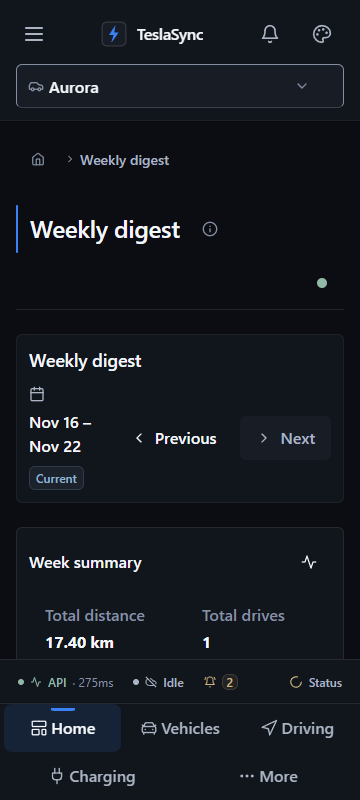 TeslaSync
Aurora
Weekly digest
Weekly digest
Weekly digest
Nov 16 –
Nov 22
Previous
Next
Current
Week summary
Total distance
Total drives
17.40 km
1
API · 275ms
Idle
2
Status
Home
Vehicles
Driving
Charging
More